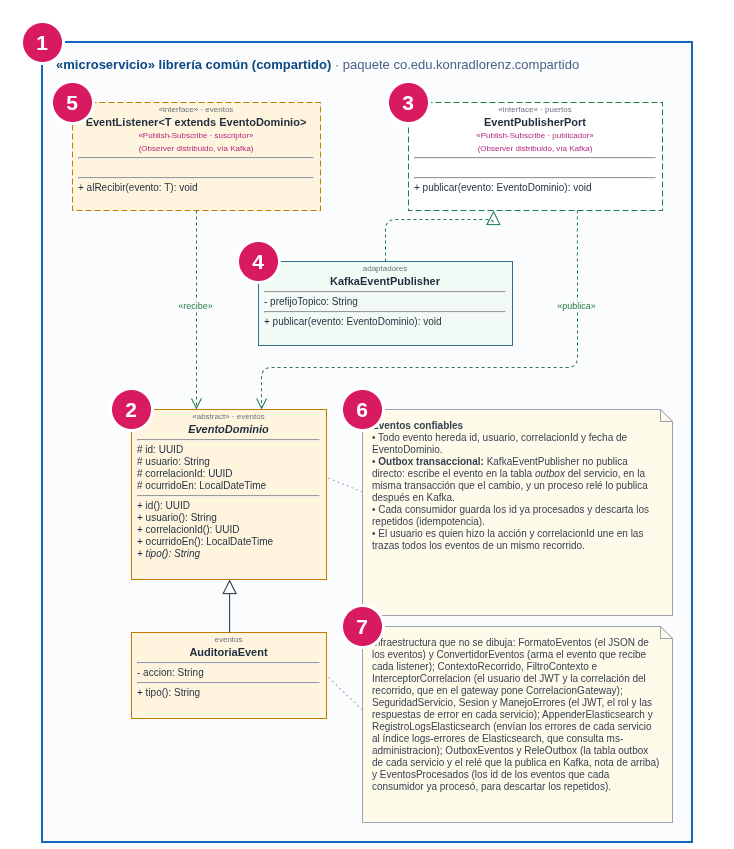 1
«microservicio» librería común (compartido) · paquete co.edu.konradlorenz.compartido
5
«interface» · eventos
EventListener<T extends EventoDominio>
«Publish-Subscribe · suscriptor»
(Observer distribuido, vía Kafka)
+ alRecibir(evento: T): void
3
«interface» · puertos
EventPublisherPort
«Publish-Subscribe · publicador»
(Observer distribuido, vía Kafka)
+ publicar(evento: EventoDominio): void
4
adaptadores
KafkaEventPublisher
- prefijoTopico: String
+ publicar(evento: EventoDominio): void
«recibe»
«publica»
2
«abstract» · eventos
EventoDominio
# id: UUID
# usuario: String
# correlacionId: UUID
# ocurridoEn: LocalDateTime
+ id(): UUID
+ usuario(): String
+ correlacionId(): UUID
+ ocurridoEn(): LocalDateTime
+ tipo(): String
6
Eventos confiables
• Todo evento hereda id, usuario, correlacionId y fecha de
EventoDominio.
• Outbox transaccional: KafkaEventPublisher no publica
directo: escribe el evento en la tabla outbox del servicio, en la
misma transacción que el cambio, y un proceso relé lo publica
después en Kafka.
• Cada consumidor guarda los id ya procesados y descarta los
repetidos (idempotencia).
• El usuario es quien hizo la acción y correlacionId une en las
trazas todos los eventos de un mismo recorrido.
eventos
AuditoriaEvent
- accion: String
+ tipo(): String
7
Infraestructura que no se dibuja: FormatoEventos (el JSON de
los eventos) y ConvertidorEventos (arma el evento que recibe
cada listener); ContextoRecorrido, FiltroContexto e
InterceptorCorrelacion (el usuario del JWT y la correlación del
recorrido, que en el gateway pone CorrelacionGateway);
SeguridadServicio, Sesion y ManejoErrores (el JWT, el rol y las
respuestas de error en cada servicio); AppenderElasticsearch y
RegistroLogsElasticsearch (envían los errores de cada servicio
al índice logs-errores de Elasticsearch, que consulta ms-
administracion); OutboxEventos y ReleOutbox (la tabla outbox
de cada servicio y el relé que la publica en Kafka, nota de arriba)
y EventosProcesados (los id de los eventos que cada
consumidor ya procesó, para descartar los repetidos).